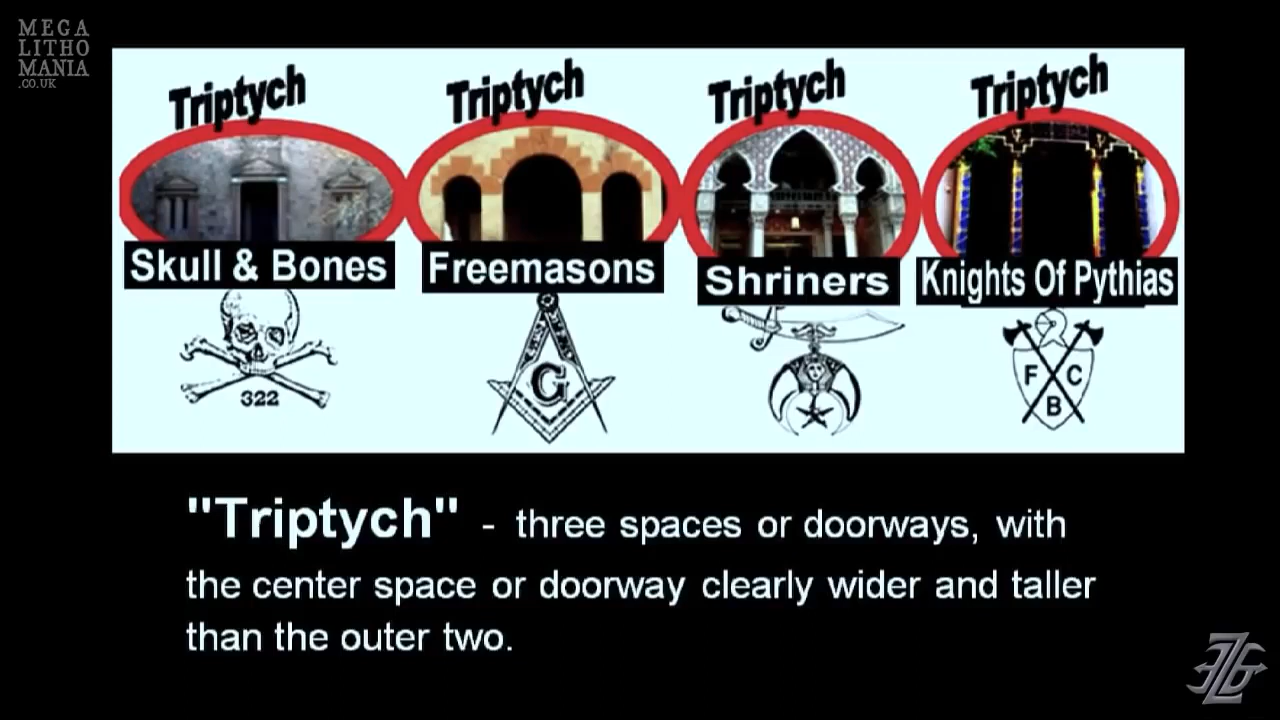 MEGA
LITHO
MANIA
.CO.UK
Triptych Triptych Triptych Triptych
Skull & Bones Freemasons Shriners Knights Of Pythias
322 G F C
B
"Triptych" - three spaces or doorways, with
the center space or doorway clearly wider and taller
than the outer two.